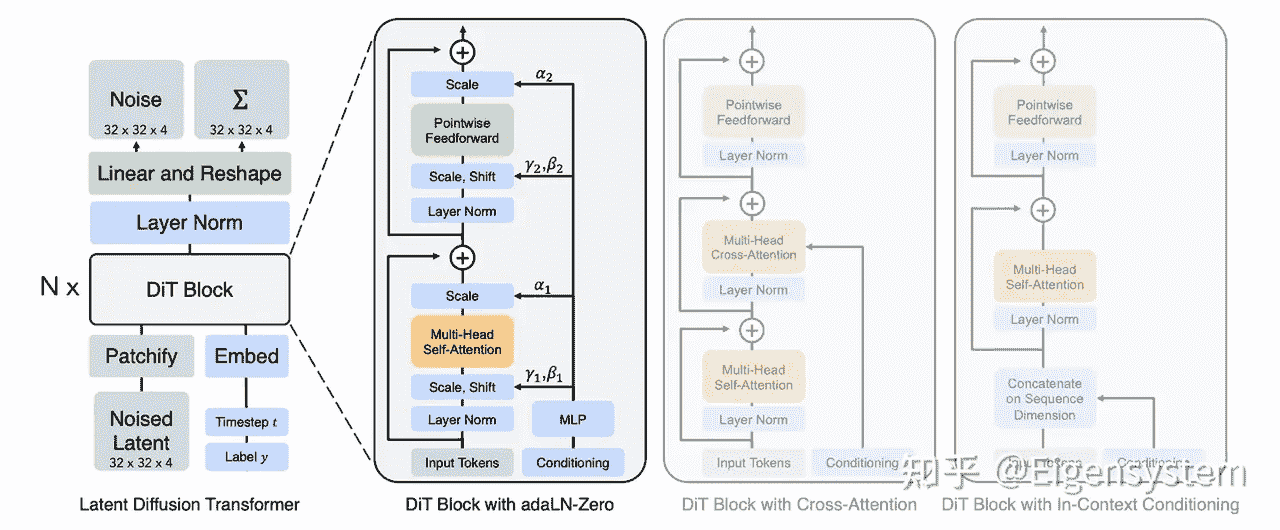 Noise
32 x 32 x 4
Σ
32 x 32 x 4
Linear and Reshape
Layer Norm
N x
DiT Block
Patchify
Embed
Noised
Latent
32 x 32 x 4
Timestep t
Label y
Latent Diffusion Transformer
+
Scale
α₂
Pointwise
Feedforward
γ₂,β₂
Scale, Shift
Layer Norm
+
Scale
α₁
Multi-Head
Self-Attention
γ₁,β₁
Scale, Shift
Layer Norm
MLP
Input Tokens
Conditioning
DiT Block with adaLN-Zero
+
Pointwise
Feedforward
Layer Norm
+
Multi-Head
Cross-Attention
Layer Norm
+
Multi-Head
Self-Attention
Layer Norm
Input Tokens
Conditioning
DiT Block with Cross-Attention
+
Pointwise
Feedforward
Layer Norm
+
Multi-Head
Self-Attention
Layer Norm
Concatenate
on Sequence
Dimension
Input Tokens
Conditioning
DiT Block with In-Context Conditioning
知乎 @Eigensystem